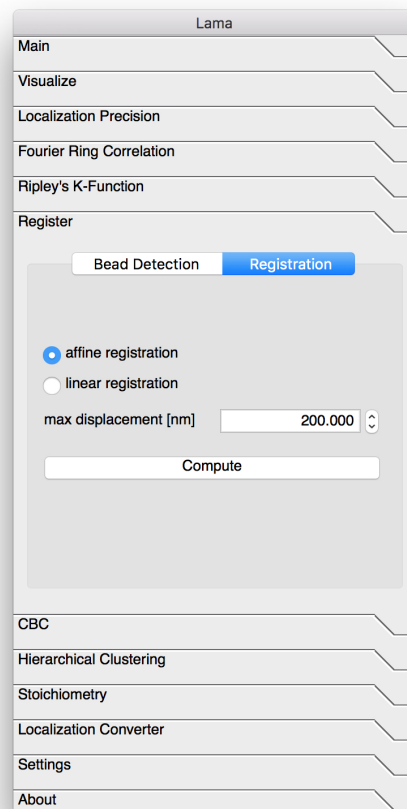 Lama
Main
Visualize
Localization Precision
Fourier Ring Correlation
Ripley's K-Function
Register
Bead Detection Registration
affine registration
linear registration
max displacement [nm] 200.000
Compute
CBC
Hierarchical Clustering
Stoichiometry
Localization Converter
Settings
About